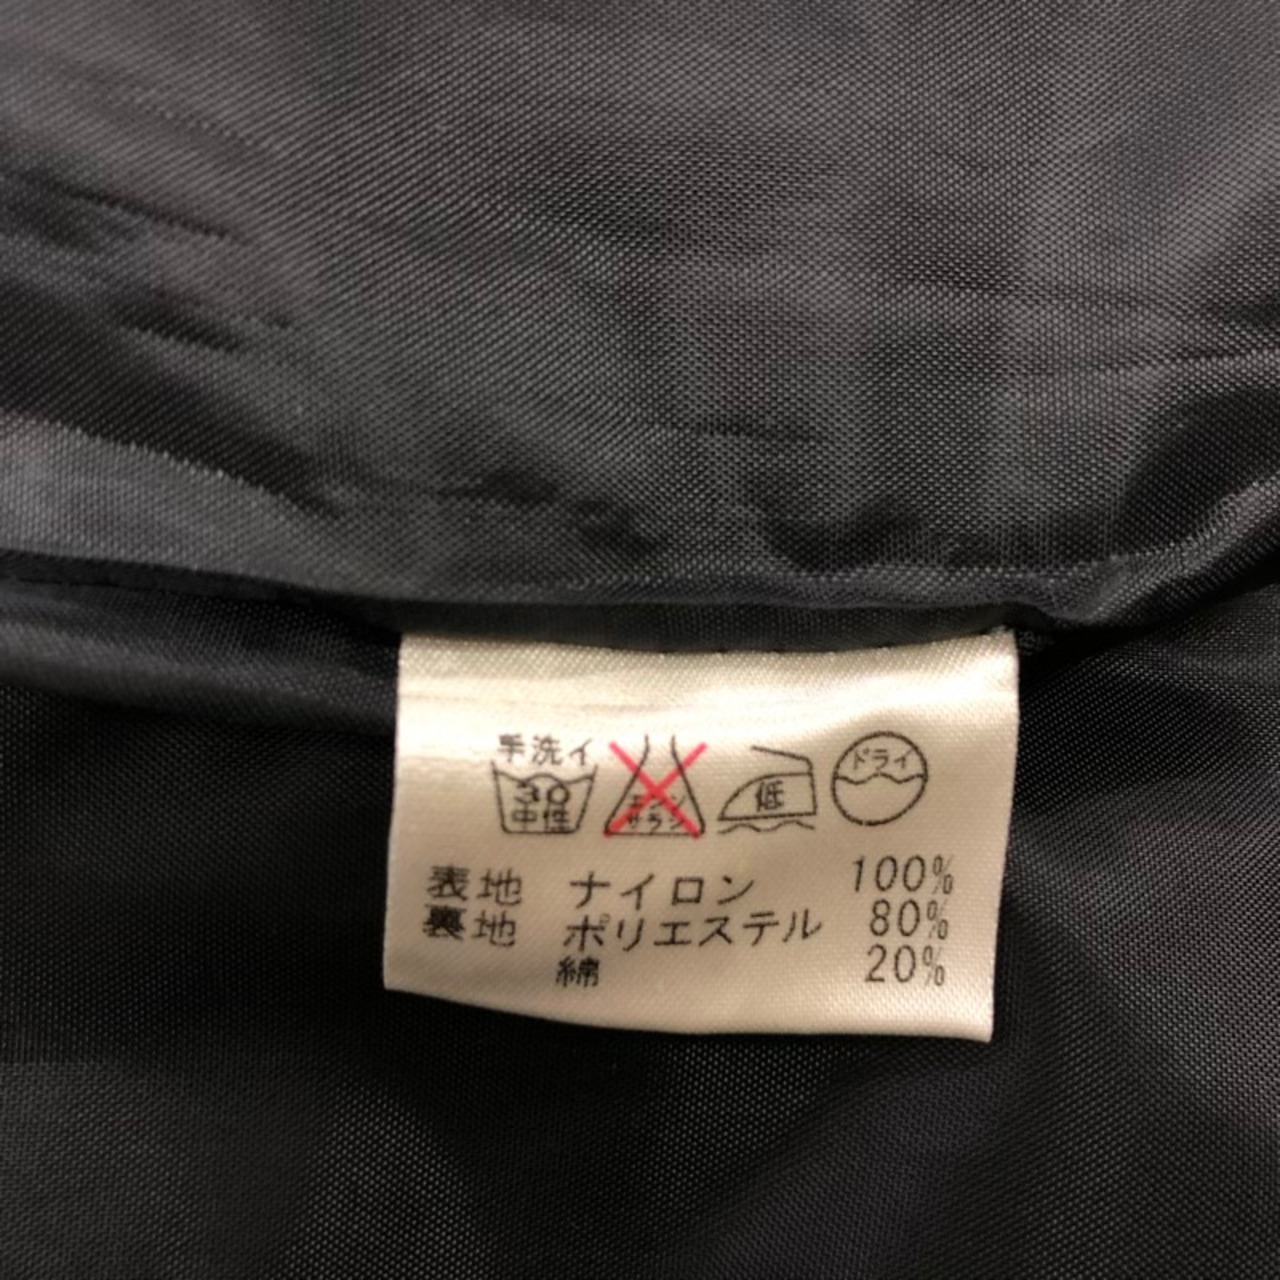 手洗イ
30
中性
エンソ
サラシ
低
ドライ
表地 ナイロン 100%
裏地 ポリエステル 80%
綿 20%